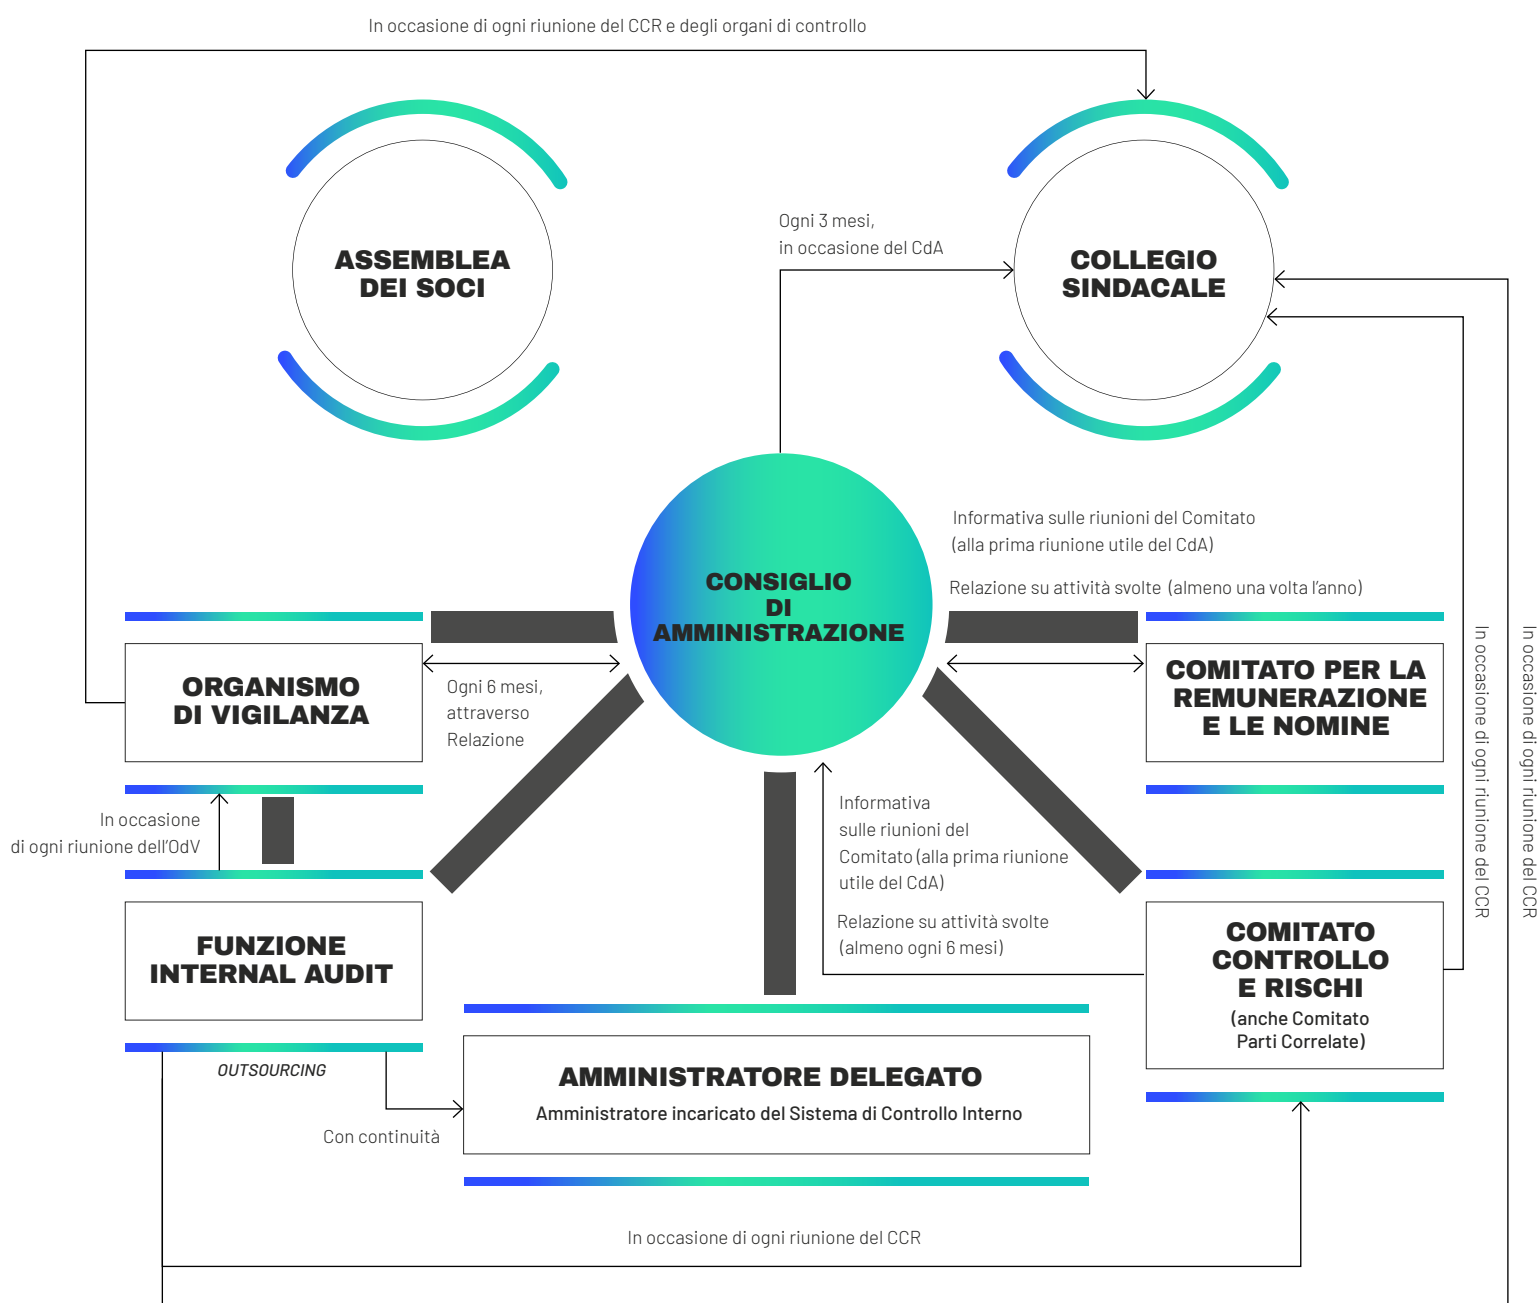 In occasione di ogni riunione del CCR e degli organi di controllo
ASSEMBLEA
DEI SOCI
Ogni 3 mesi,
in occasione del CdA
COLLEGIO
SINDACALE
CONSIGLIO
DI
AMMINISTRAZIONE
Informativa sulle riunioni del Comitato
(alla prima riunione utile del CdA)
Relazione su attività svolte (almeno una volta l'anno)
ORGANISMO
DI VIGILANZA
Ogni 6 mesi,
attraverso
Relazione
COMITATO PER LA
REMUNERAZIONE
E LE NOMINE
In occasione di ogni riunione del CCR
In occasione di ogni riunione del CCR
In occasione
di ogni riunione dell'OdV
Informativa
sulle riunioni del
Comitato (alla prima riunione
utile del CdA)
Relazione su attività svolte
(almeno ogni 6 mesi)
FUNZIONE
INTERNAL AUDIT
OUTSOURCING
COMITATO
CONTROLLO
E RISCHI
(anche Comitato
Parti Correlate)
AMMINISTRATORE DELEGATO
Amministratore incaricato del Sistema di Controllo Interno
Con continuità
In occasione di ogni riunione del CCR